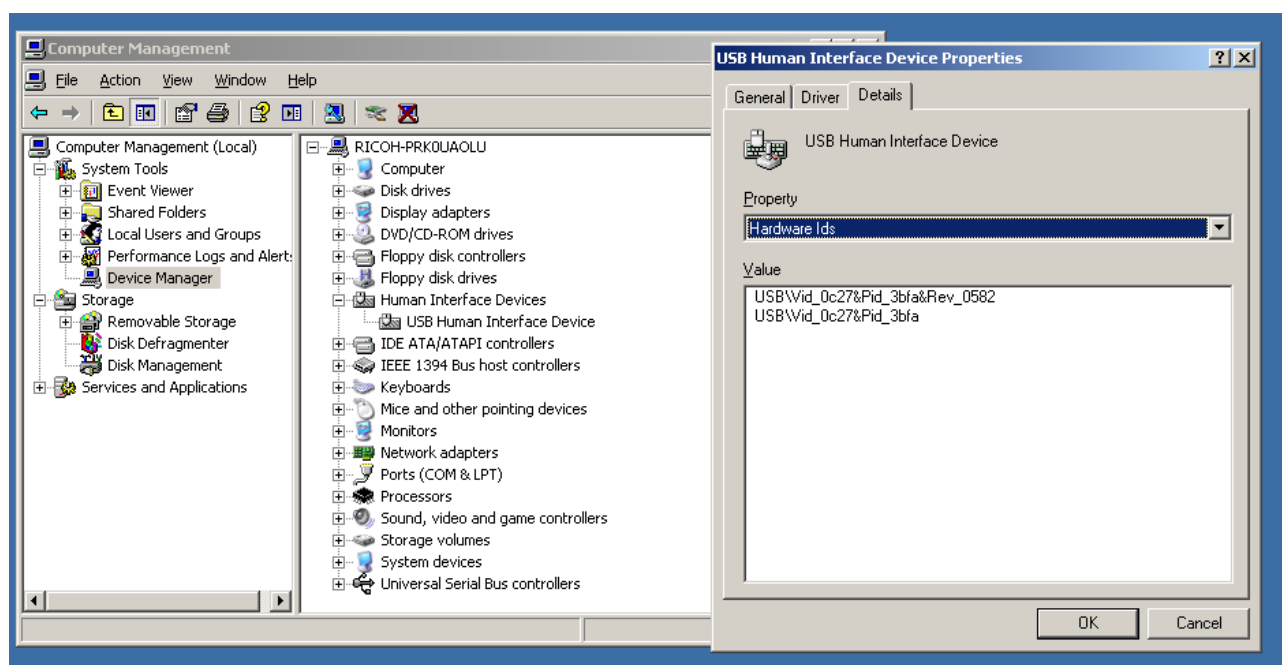 Computer Management
File Action View Window Help
Computer Management (Local)
System Tools
Event Viewer
Shared Folders
Local Users and Groups
Performance Logs and Alert
Device Manager
Storage
Removable Storage
Disk Defragmenter
Disk Management
Services and Applications
RICOH-PRK0UAOLU
Computer
Disk drives
Display adapters
DVD/CD-ROM drives
Floppy disk controllers
Floppy disk drives
Human Interface Devices
USB Human Interface Device
IDE ATA/ATAPI controllers
IEEE 1394 Bus host controllers
Keyboards
Mice and other pointing devices
Monitors
Network adapters
Ports (COM & LPT)
Processors
Sound, video and game controllers
Storage volumes
System devices
Universal Serial Bus controllers
USB Human Interface Device Properties
General Driver Details
USB Human Interface Device
Property
Hardware Ids
Value
USB\Vid_0c27&Pid_3bfa&Rev_0582
USB\Vid_0c27&Pid_3bfa
OK Cancel